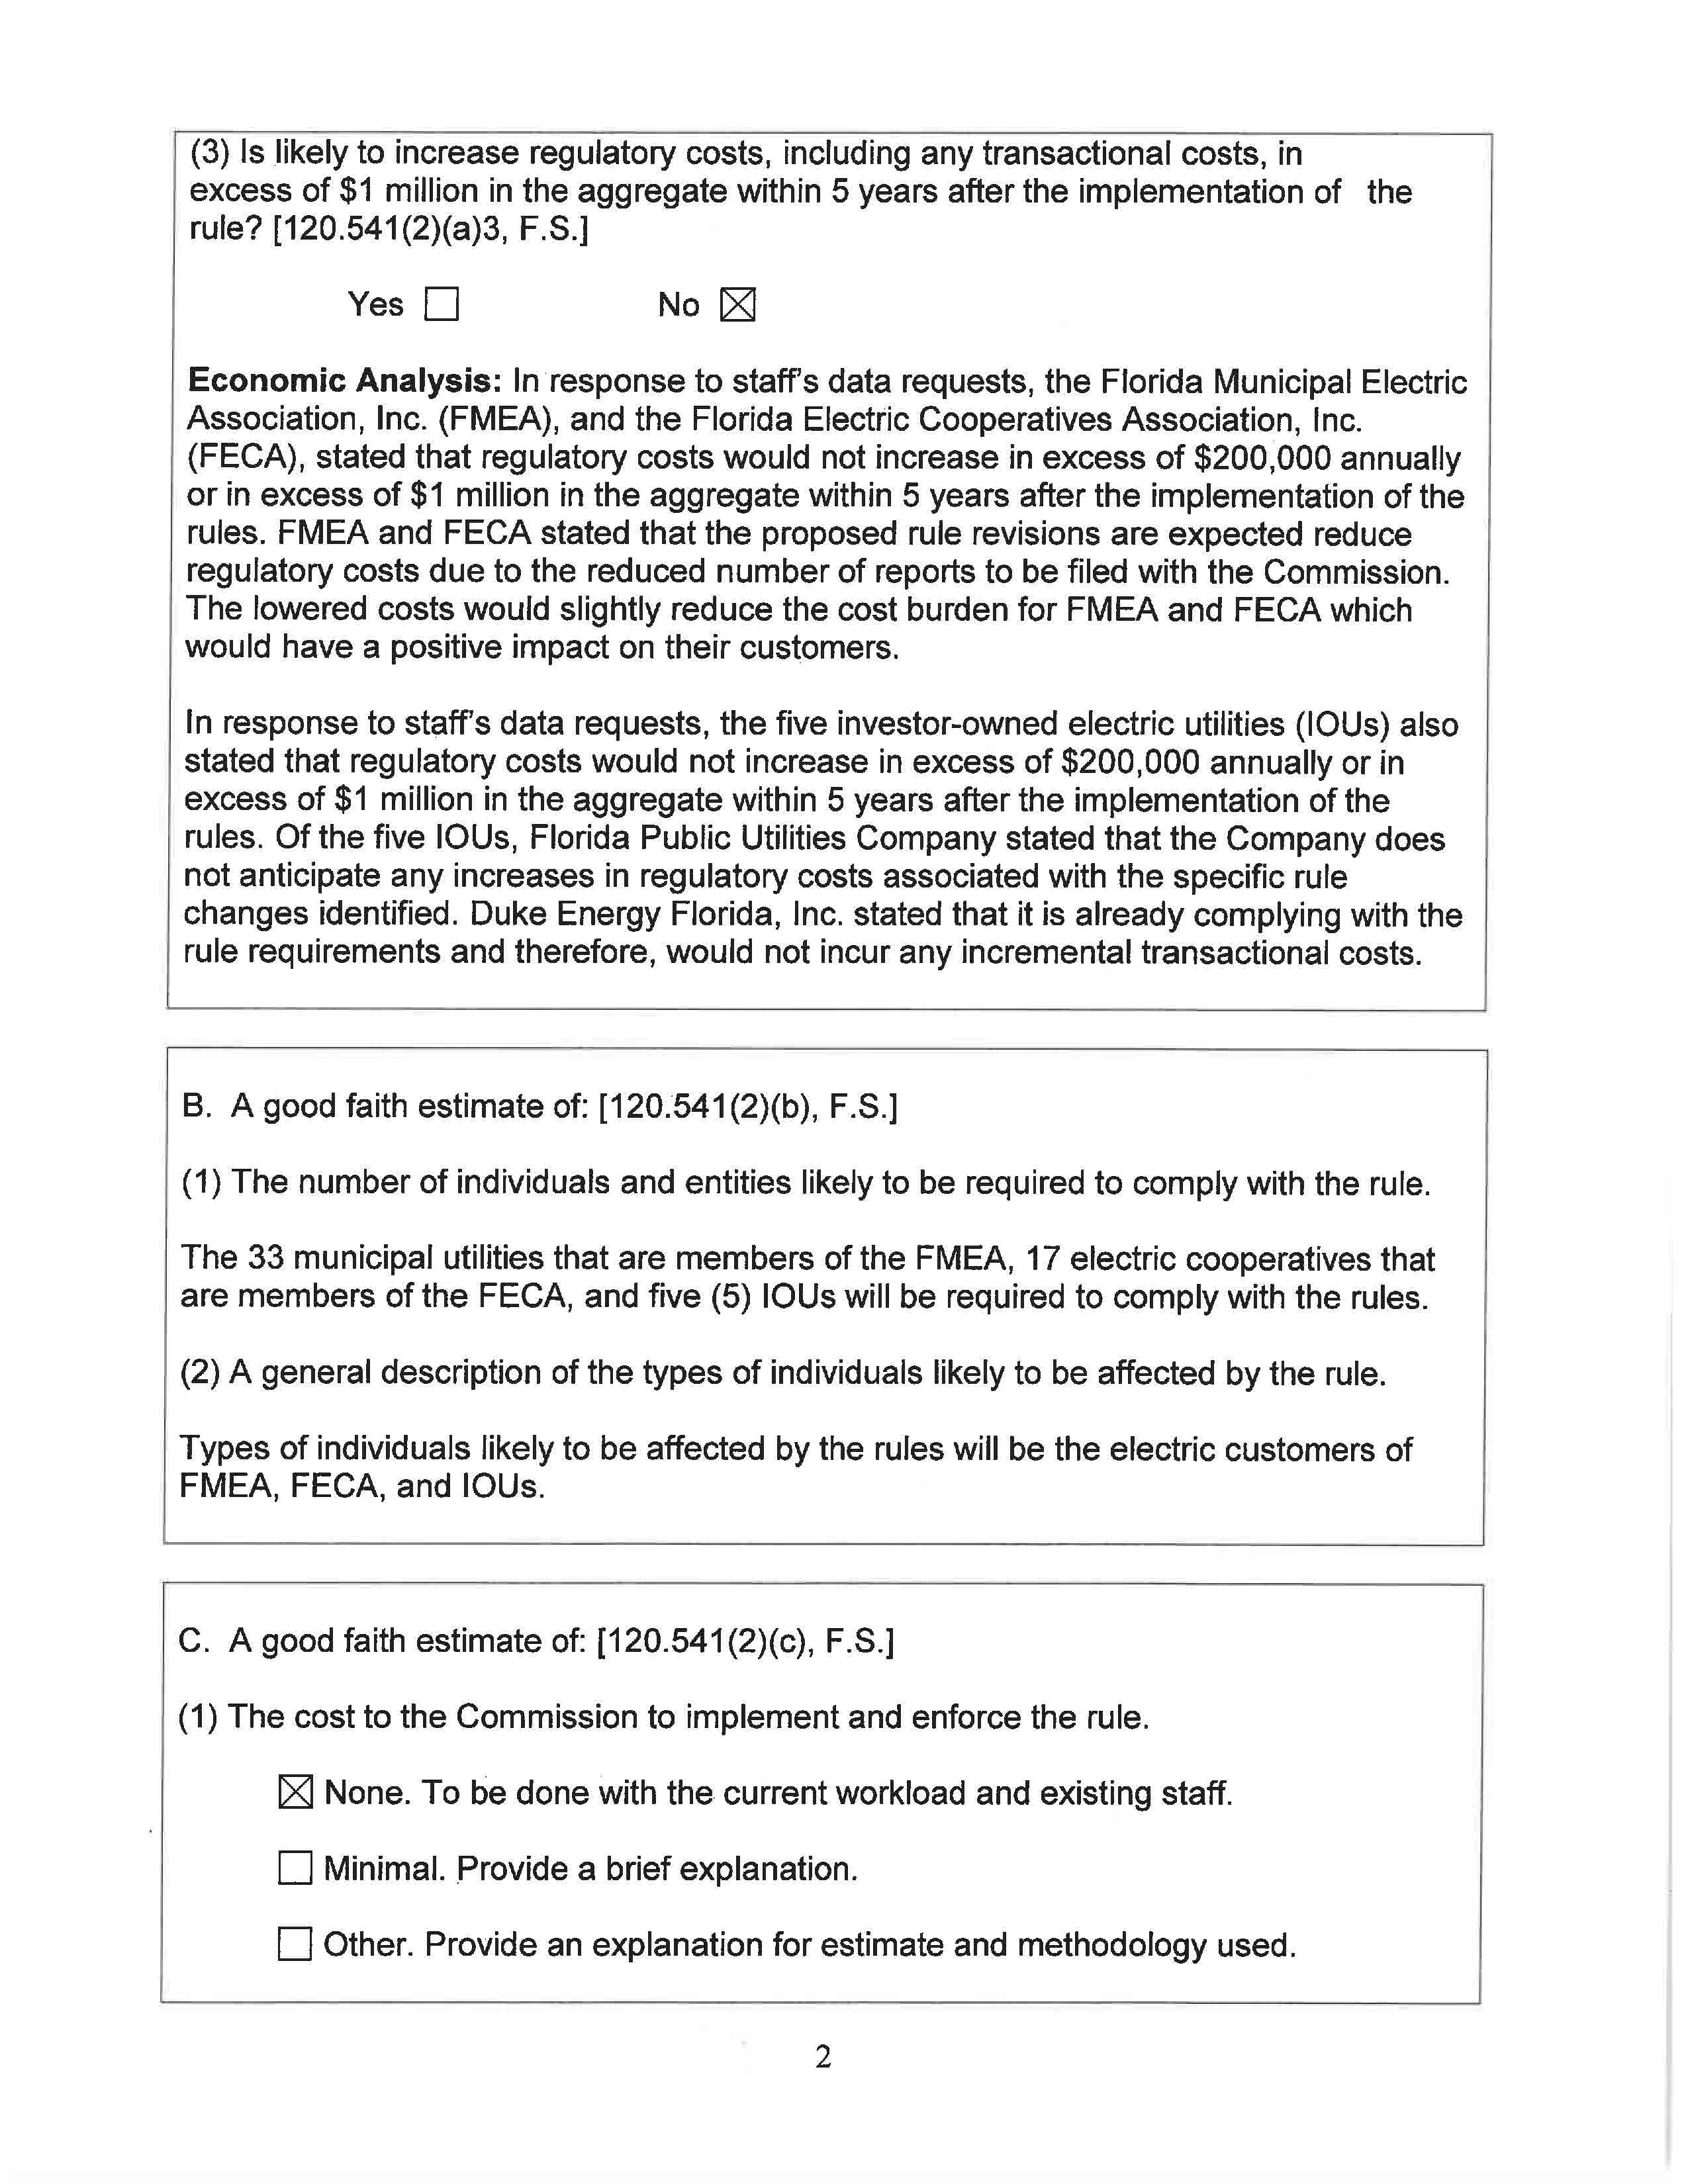 (3) Is likely to increase regulatory costs, including any transactional costs, in
excess of $1 million in the aggregate within 5 years after the implementation of the
rule? [120.541(2)(a)3, F.S.]
Yes ☐ No ☒
Economic Analysis: In response to staff's data requests, the Florida Municipal Electric
Association, Inc. (FMEA), and the Florida Electric Cooperatives Association, Inc.
(FECA), stated that regulatory costs would not increase in excess of $200,000 annually
or in excess of $1 million in the aggregate within 5 years after the implementation of the
rules. FMEA and FECA stated that the proposed rule revisions are expected reduce
regulatory costs due to the reduced number of reports to be filed with the Commission.
The lowered costs would slightly reduce the cost burden for FMEA and FECA which
would have a positive impact on their customers.
In response to staff's data requests, the five investor-owned electric utilities (IOUs) also
stated that regulatory costs would not increase in excess of $200,000 annually or in
excess of $1 million in the aggregate within 5 years after the implementation of the
rules. Of the five IOUs, Florida Public Utilities Company stated that the Company does
not anticipate any increases in regulatory costs associated with the specific rule
changes identified. Duke Energy Florida, Inc. stated that it is already complying with the
rule requirements and therefore, would not incur any incremental transactional costs.
B. A good faith estimate of: [120.541(2)(b), F.S.]
(1) The number of individuals and entities likely to be required to comply with the rule.
The 33 municipal utilities that are members of the FMEA, 17 electric cooperatives that
are members of the FECA, and five (5) IOUs will be required to comply with the rules.
(2) A general description of the types of individuals likely to be affected by the rule.
Types of individuals likely to be affected by the rules will be the electric customers of
FMEA, FECA, and IOUs.
C. A good faith estimate of: [120.541(2)(c), F.S.]
(1) The cost to the Commission to implement and enforce the rule.
☒ None. To be done with the current workload and existing staff.
☐ Minimal. Provide a brief explanation.
☐ Other. Provide an explanation for estimate and methodology used.
2